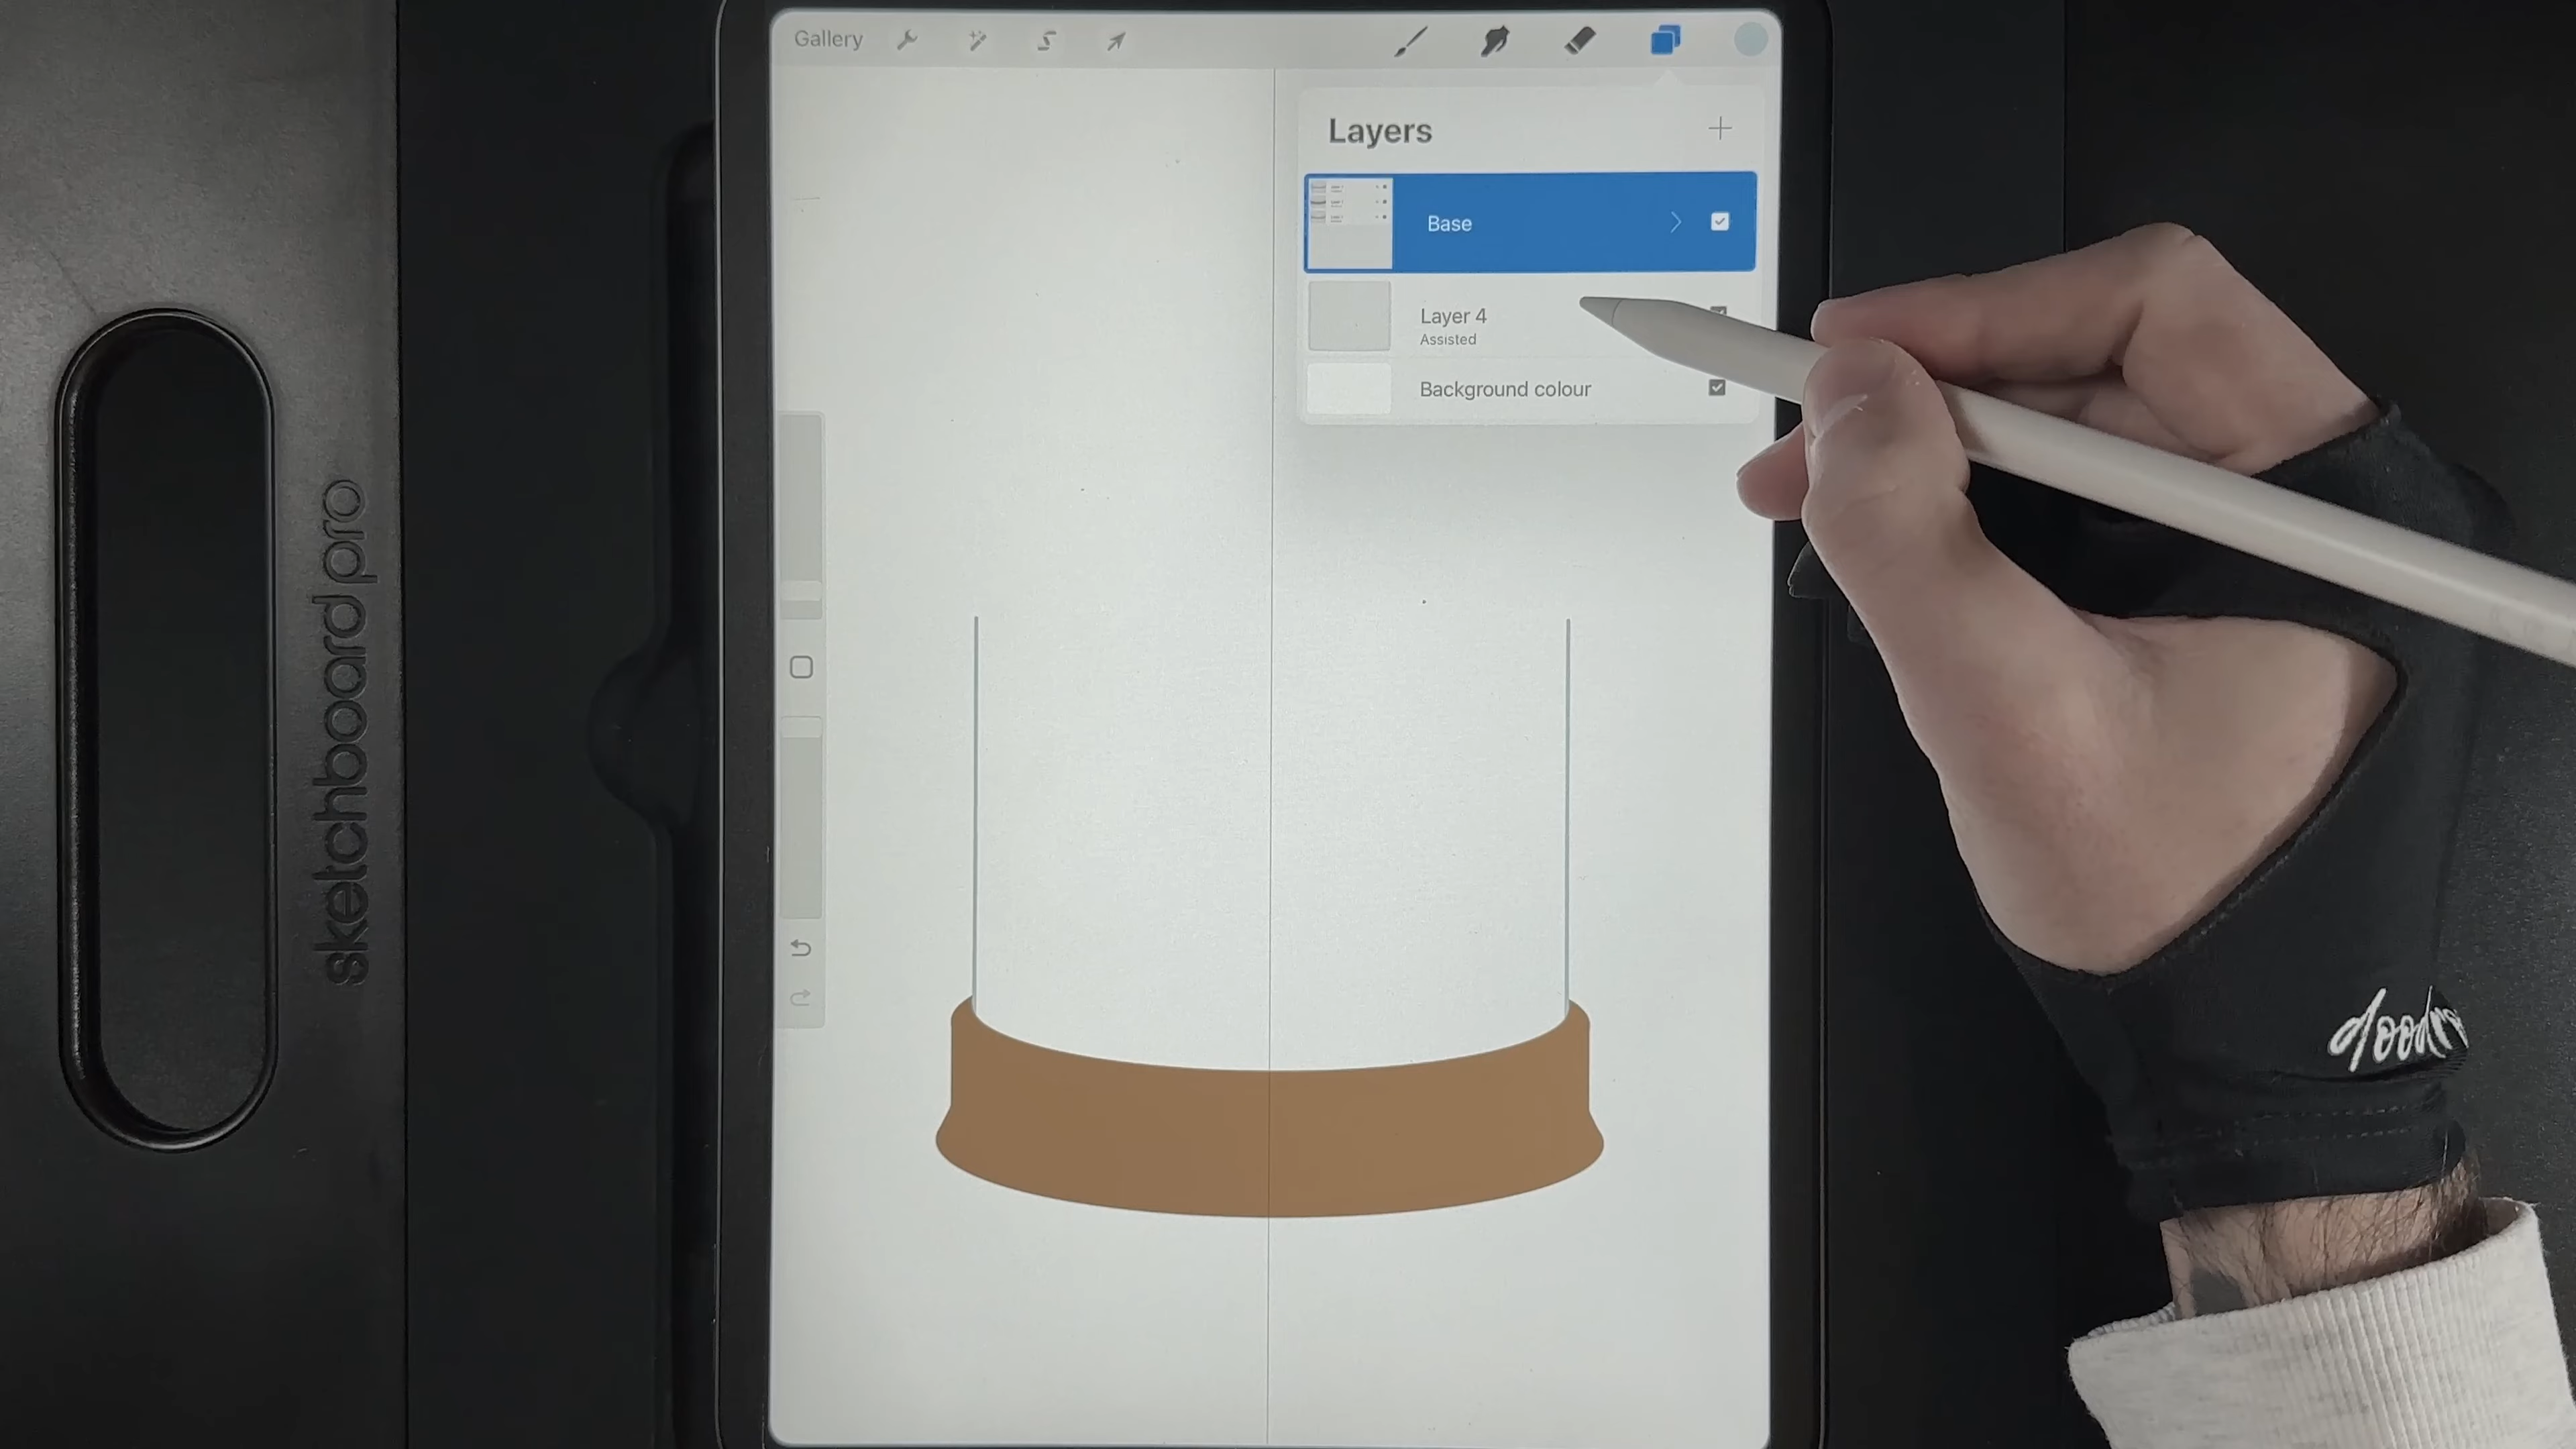 Gallery
Layers
Base
Layer 4
Assisted
Background colour
sketchboard pro